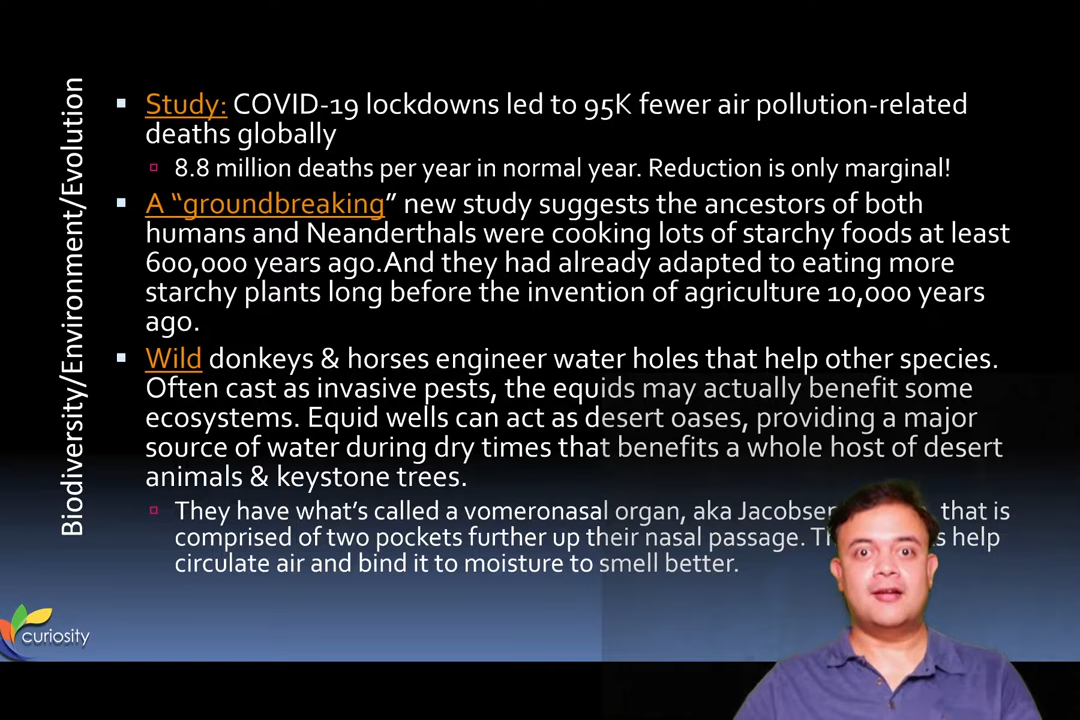 Biodiversity/Environment/Evolution
Study: COVID-19 lockdowns led to 95K fewer air pollution-related
deaths globally
8.8 million deaths per year in normal year. Reduction is only marginal!
A “groundbreaking” new study suggests the ancestors of both
humans and Neanderthals were cooking lots of starchy foods at least
600,000 years ago.And they had already adapted to eating more
starchy plants long before the invention of agriculture 10,000 years
ago.
Wild donkeys & horses engineer water holes that help other species.
Often cast as invasive pests, the equids may actually benefit some
ecosystems. Equid wells can act as desert oases, providing a major
source of water during dry times that benefits a whole host of desert
animals & keystone trees.
They have what’s called a vomeronasal organ, aka that is
comprised of two pockets further up their nasal passage. help
circulate air and bind it to moisture to smell better.
curiosity